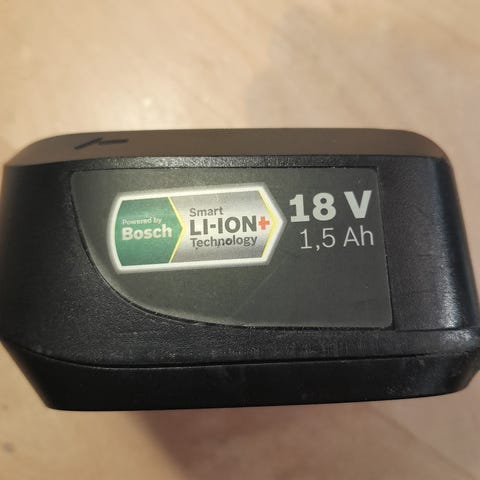 Powered by
Bosch
Smart
LI-ION+
Technology
18 V
1,5 Ah